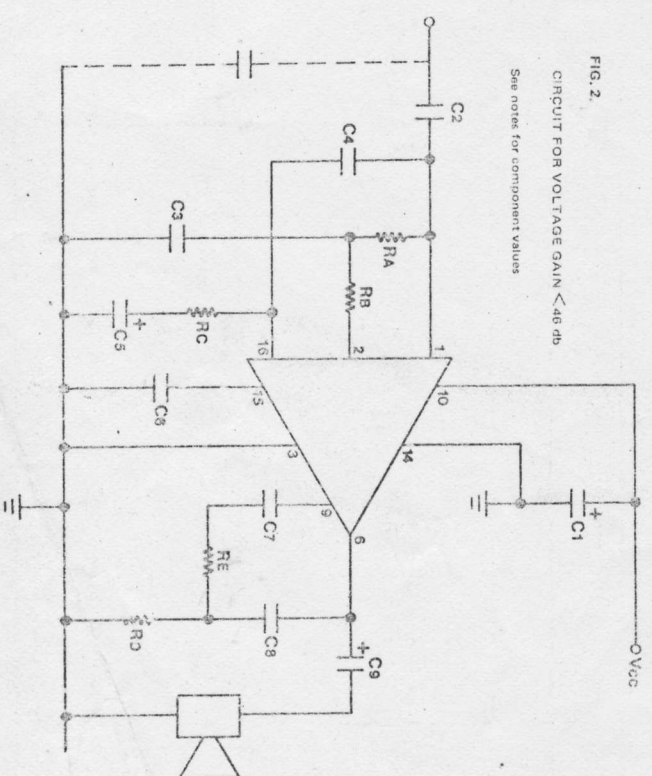 FIG. 2.
CIRCUIT FOR VOLTAGE GAIN < 46 db
See notes for component values
Vcc
C1
C2
C4
RA
1
10
14
RB
2
C3
16
RC
C5
15
C6
3
9
6
C7
RE
C8
RD
C9